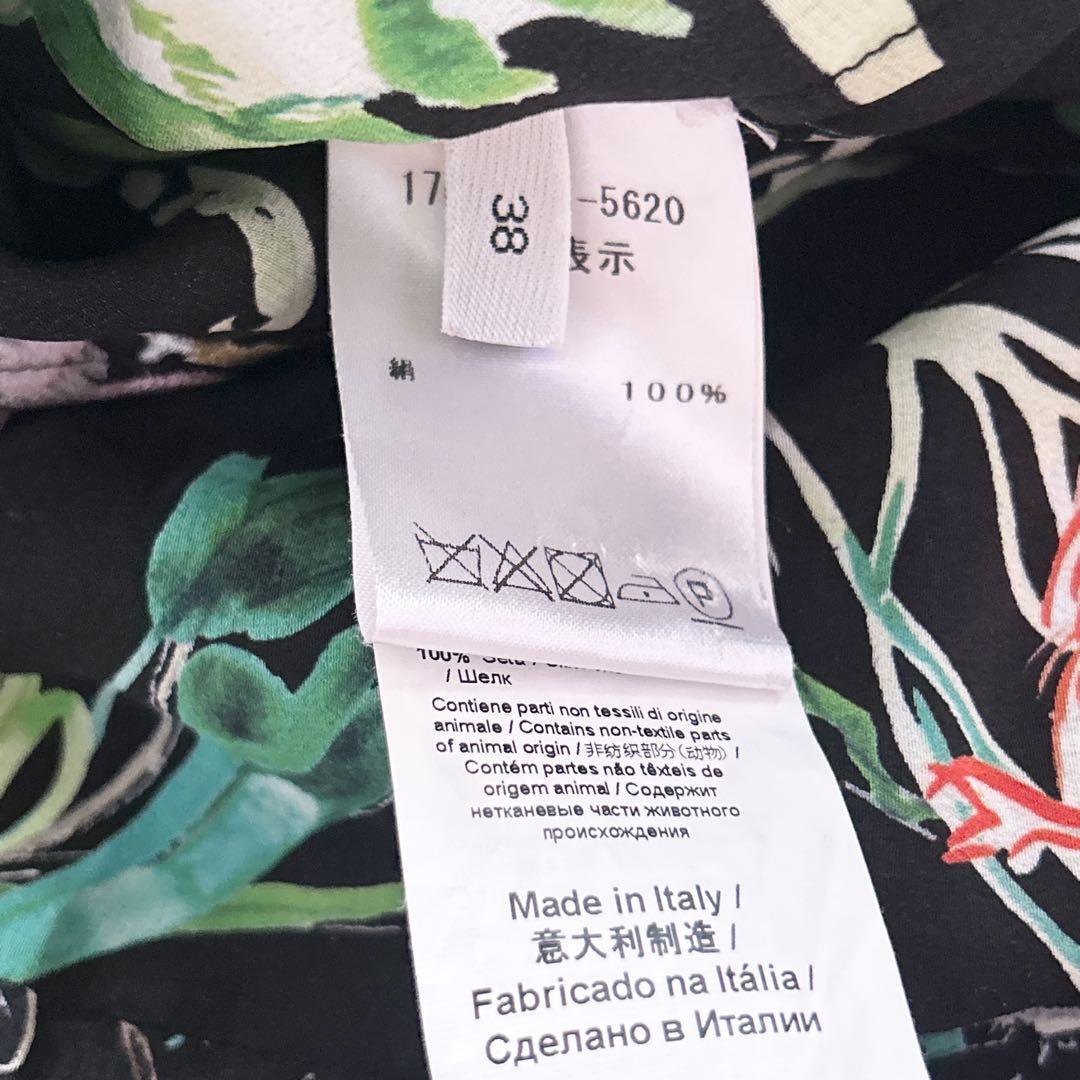 38
17 -5620
表示
絹 100%
P
100% Seta /
/ Шелк
Contiene parti non tessili di origine
animale / Contains non-textile parts
of animal origin / 非纺织部分(动物) /
Contém partes não têxteis de
origem animal / Содержит
нетканевые части животного
происхождения
Made in Italy /
意大利制造 /
Fabricado na Itália /
Сделано в Италии